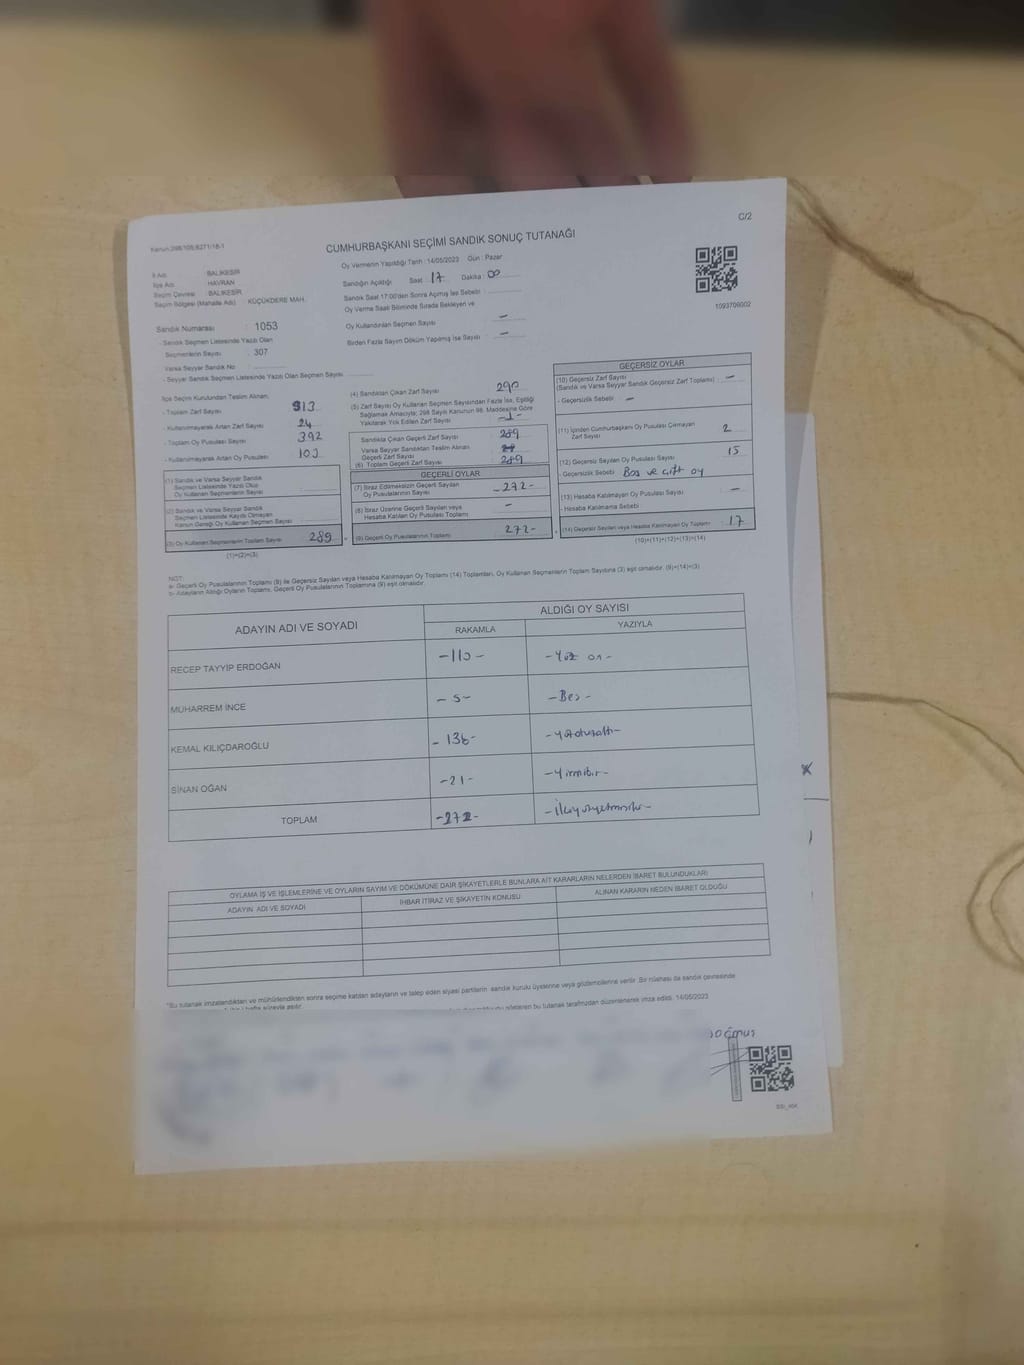 C/2
Kanun:298/105,6271/18-1
CUMHURBAŞKANI SEÇİMİ SANDIK SONUÇ TUTANAĞI
İl Adı : BALIKESİR
İlçe Adı : HAVRAN
Seçim Çevresi : BALIKESİR
Seçim Bölgesi (Mahalle Adı) KÜÇÜKDERE MAH.
Sandık Numarası : 1053
- Sandık Seçmen Listesinde Yazılı Olan
Seçmenlerin Sayısı : 307
Varsa Seyyar Sandık No
- Seyyar Sandık Seçmen Listesinde Yazılı Olan Seçmen Sayısı
Oy Vermenin Yapıldığı Tarih : 14/05/2023 Gün : Pazar
Sandığın Açıldığı Saat : 17 Dakika : 00
Sandık Saat 17:00'den Sonra Açılmış İse Sebebi :
Oy Verme Saati Bitiminde Sırada Bekleyen ve
Oy Kullandırılan Seçmen Sayısı : —
Birden Fazla Sayım Döküm Yapılmış İse Sayısı : —
1093706002
İlçe Seçim Kurulundan Teslim Alınan;
- Toplam Zarf Sayısı 313
- Kullanılmayarak Artan Zarf Sayısı : 24
- Toplam Oy Pusulası Sayısı 392
- Kullanılmayarak Artan Oy Pusulası : 103
(1) Sandık ve Varsa Seyyar Sandık
Seçmen Listesinde Yazılı Olup
Oy Kullanan Seçmenlerin Sayısı
(2) Sandık ve Varsa Seyyar Sandık
Seçmen Listesinde Kaydı Olmayan
Kanun Gereği Oy Kullanan Seçmen Sayısı
(3) Oy Kullanan Seçmenlerin Toplam Sayısı : 289
(1)+(2)=(3)
(4) Sandıktan Çıkan Zarf Sayısı 290
(5) Zarf Sayısı Oy Kullanan Seçmen Sayısından Fazla İse, Eşitliği
Sağlamak Amacıyla; 298 Sayılı Kanunun 98. Maddesine Göre
Yakılarak Yok Edilen Zarf Sayısı : -1-
Sandıkta Çıkan Geçerli Zarf Sayısı : 289
Varsa Seyyar Sandıktan Teslim Alınan
Geçerli Zarf Sayısı
(6) Toplam Geçerli Zarf Sayısı : 289
GEÇERLİ OYLAR
(7) İtiraz Edilmeksizin Geçerli Sayılan
Oy Pusulalarının Sayısı -272-
(8) İtiraz Üzerine Geçerli Sayılan veya
Hesaba Katılan Oy Pusulası Toplamı —
(9) Geçerli Oy Pusulalarının Toplamı : 272-
GEÇERSİZ OYLAR
(10) Geçersiz Zarf Sayısı
(Sandık ve Varsa Seyyar Sandık Geçersiz Zarf Toplamı) : —
- Geçersizlik Sebebi : —
(11) İçinden Cumhurbaşkanı Oy Pusulası Çıkmayan
Zarf Sayısı 2
(12) Geçersiz Sayılan Oy Pusulası Sayısı : 15
- Geçersizlik Sebebi : Boş ve çift oy
(13) Hesaba Katılmayan Oy Pusulası Sayısı : —
- Hesaba Katılmama Sebebi
(14) Geçersiz Sayılan veya Hesaba Katılmayan Oy Toplamı : 17
(10)+(11)+(12)+(13)=(14)
NOT:
a- Geçerli Oy Pusulalarının Toplamı (9) ile Geçersiz Sayılan veya Hesaba Katılmayan Oy Toplamı (14) Toplamları, Oy Kullanan Seçmenlerin Toplam Sayısına (3) eşit olmalıdır. (9)+(14)=(3)
b- Adayların Aldığı Oyların Toplamı, Geçerli Oy Pusulalarının Toplamına (9) eşit olmalıdır.
ADAYIN ADI VE SOYADI
ALDIĞI OY SAYISI
RAKAMLA YAZIYLA
RECEP TAYYİP ERDOĞAN -110- -Yüz on-
MUHARREM İNCE -5- -Beş-
KEMAL KILIÇDAROĞLU -136- -Yüzotuzaltı-
SİNAN OĞAN -21- -Yirmibir-
TOPLAM -272- -İkiyüzyetmişiki-
OYLAMA İŞ VE İŞLEMLERİNE VE OYLARIN SAYIM VE DÖKÜMÜNE DAİR ŞİKAYETLERLE BUNLARA AİT KARARLARIN NELERDEN İBARET BULUNDUKLARI
ADAYIN ADI VE SOYADI İHBAR İTİRAZ VE ŞİKAYETİN KONUSU ALINAN KARARIN NEDEN İBARET OLDUĞU
*Bu tutanak imzalandıktan ve mühürlendikten sonra seçime katılan adayların ve talep eden siyasi partilerin sandık kurulu üyelerine veya gözlemcilerine verilir. Bir nüshası da sandık çevresinde
hafta süreyle asılır. gösteren bu tutanak tarafımızdan düzenlenerek imza edildi. 14/05/2023